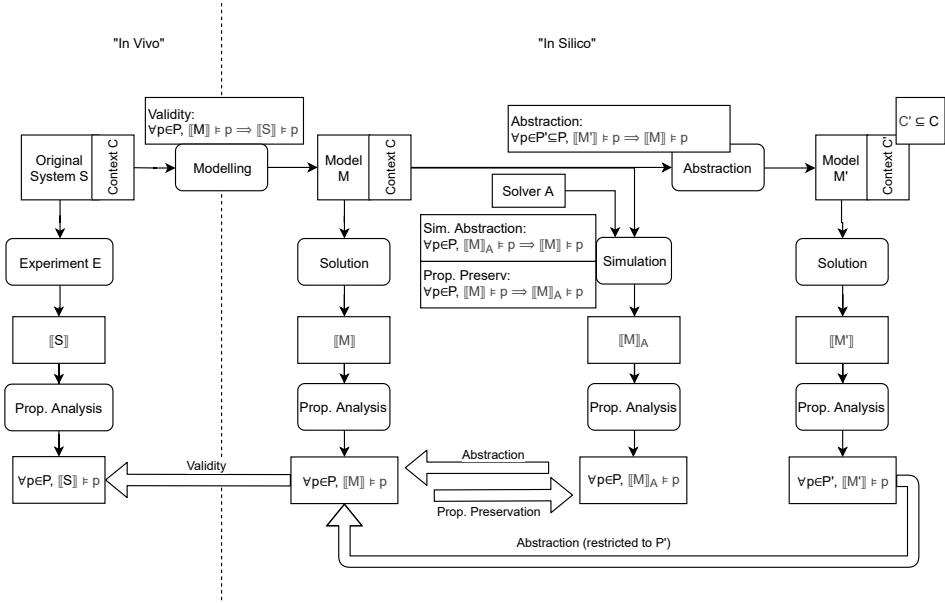 "In Vivo"
"In Silico"
Validity:
∀p∈P, ⟦M⟧ ⊧ p ⟹ ⟦S⟧ ⊧ p
Abstraction:
∀p∈P'⊆P, ⟦M'⟧ ⊧ p ⟹ ⟦M⟧ ⊧ p
C' ⊆ C
Original
System S
Context C
Modelling
Model
M
Context C
Abstraction
Model
M'
Context C'
Solver A
Sim. Abstraction:
∀p∈P, ⟦M⟧A ⊧ p ⟹ ⟦M⟧ ⊧ p
Prop. Preserv:
∀p∈P, ⟦M⟧ ⊧ p ⟹ ⟦M⟧A ⊧ p
Experiment E
Solution
Simulation
Solution
⟦S⟧
⟦M⟧
⟦M⟧A
⟦M'⟧
Prop. Analysis
Prop. Analysis
Prop. Analysis
Prop. Analysis
∀p∈P, ⟦S⟧ ⊧ p
Validity
∀p∈P, ⟦M⟧ ⊧ p
Abstraction
Prop. Preservation
∀p∈P, ⟦M⟧A ⊧ p
∀p∈P', ⟦M'⟧ ⊧ p
Abstraction (restricted to P')